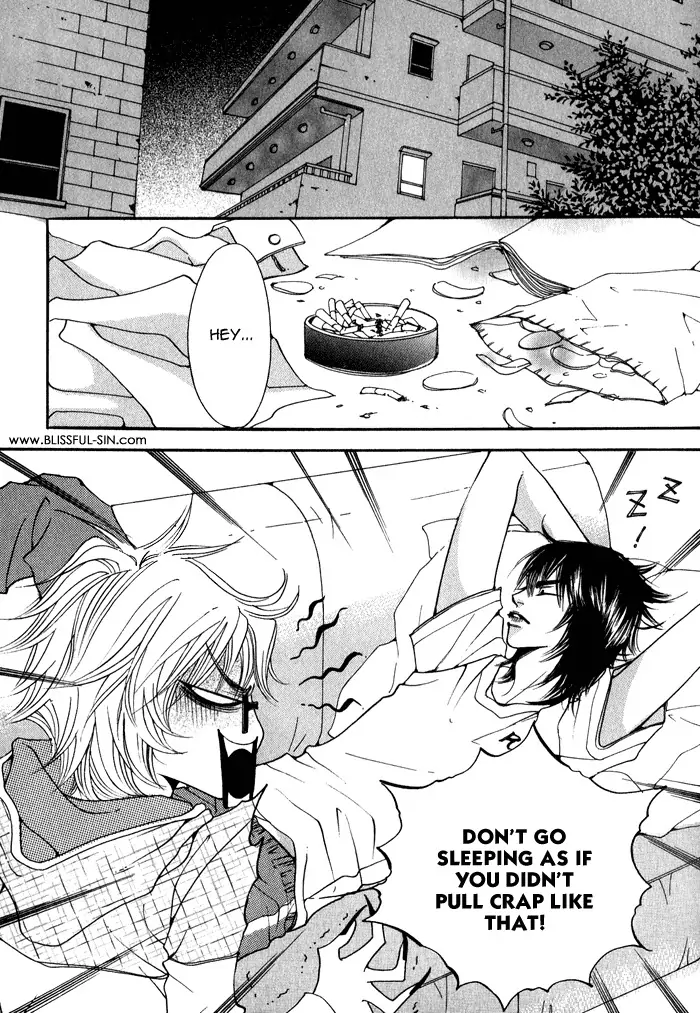 HEY...
www.BLISSFUL-SIN.com
Z
Z
!
R
DON'T GO
SLEEPING AS IF
YOU DIDN'T
PULL CRAP LIKE
THAT!